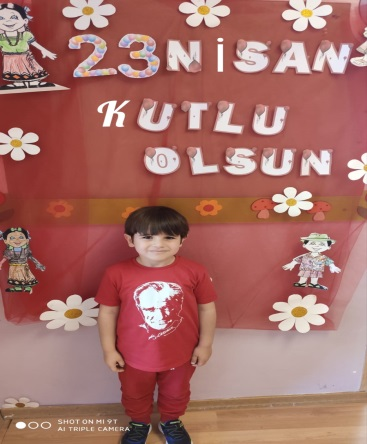 23 NİSAN
KUTLU
OLSUN
SHOT ON MI 9T
AI TRIPLE CAMERA